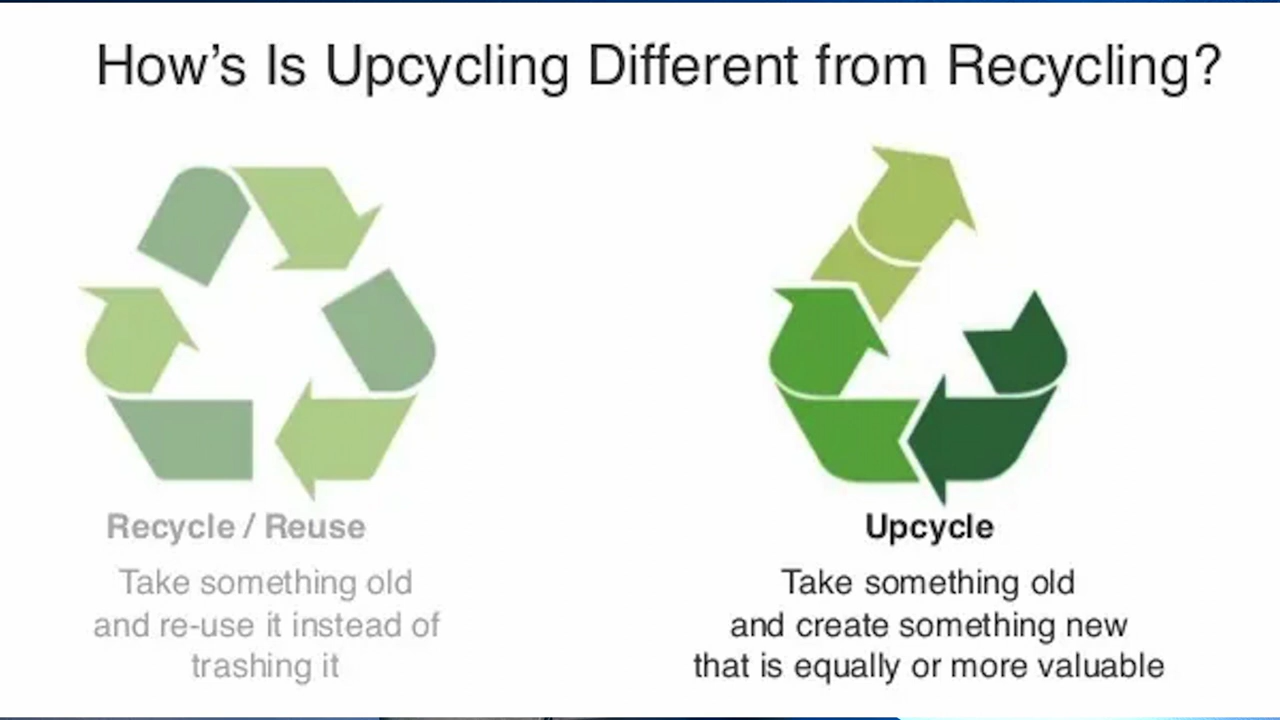 How’s Is Upcycling Different from Recycling?
Recycle / Reuse
Take something old
and re-use it instead of
trashing it
Upcycle
Take something old
and create something new
that is equally or more valuable